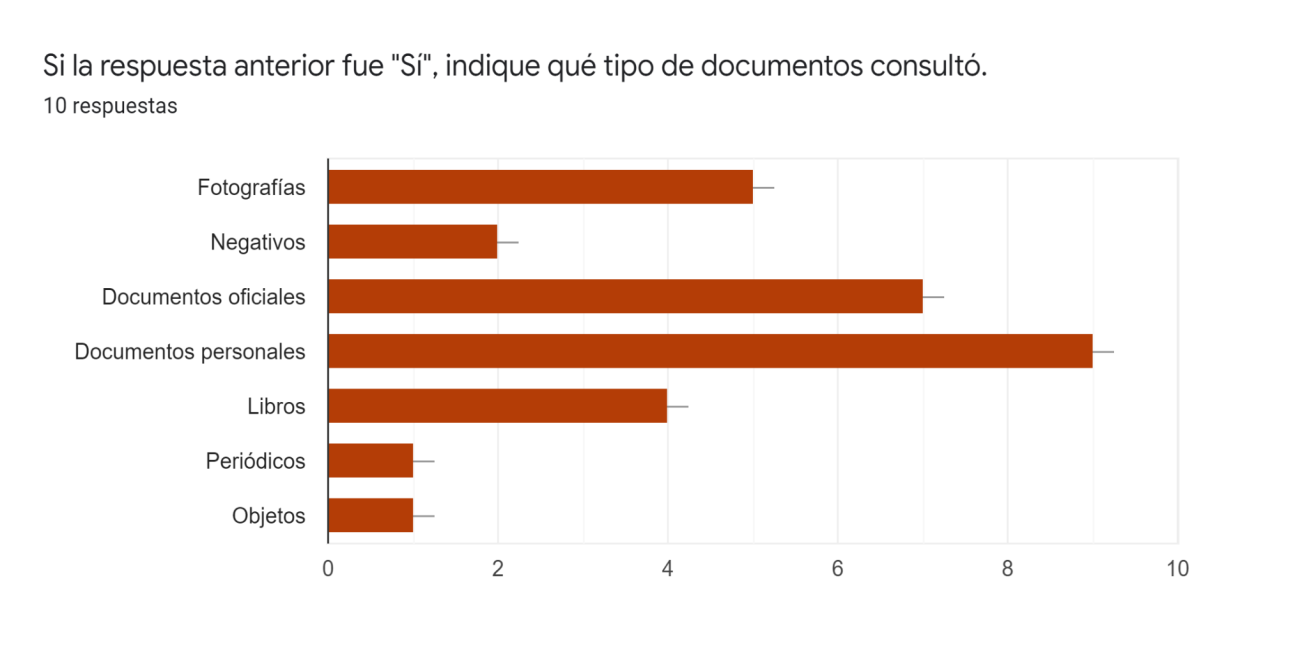 Si la respuesta anterior fue "Sí", indique qué tipo de documentos consultó.
10 respuestas
Fotografías
Negativos
Documentos oficiales
Documentos personales
Libros
Periódicos
Objetos
0 2 4 6 8 10